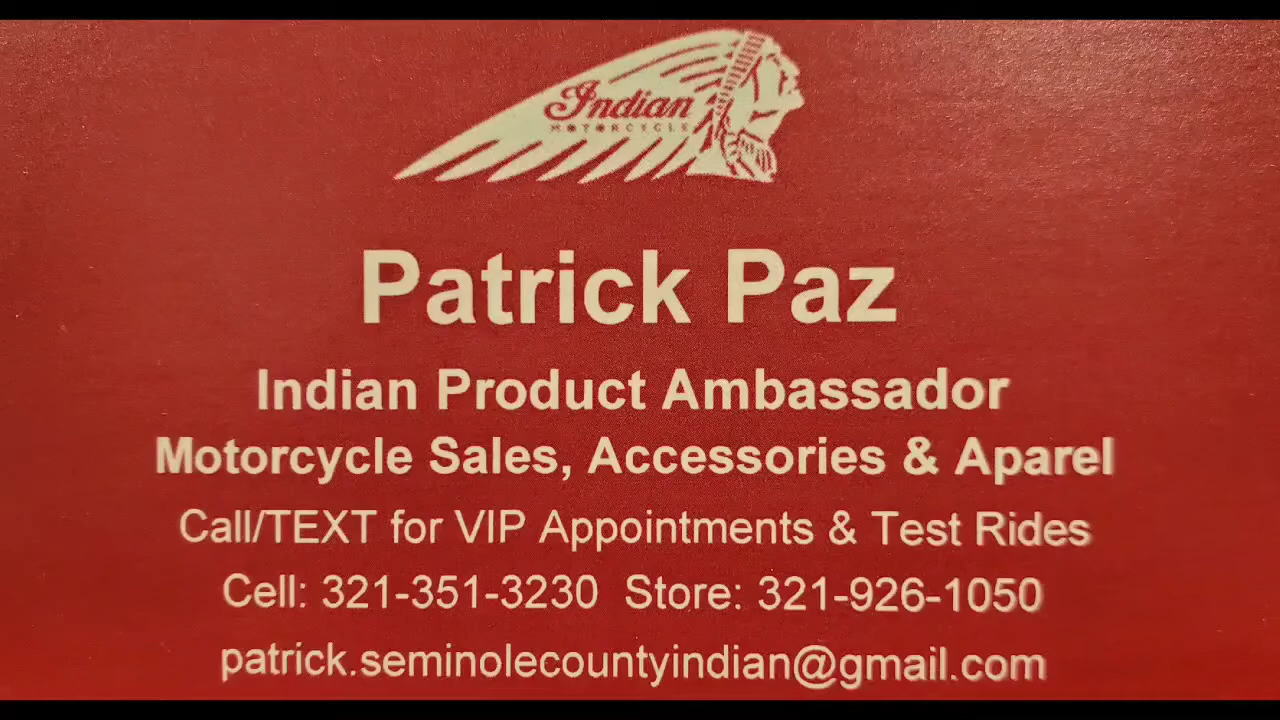 Indian
MOTORCYCLE
Patrick Paz
Indian Product Ambassador
Motorcycle Sales, Accessories & Aparel
Call/TEXT for VIP Appointments & Test Rides
Cell: 321-351-3230 Store: 321-926-1050
patrick.seminolecountyindian@gmail.com